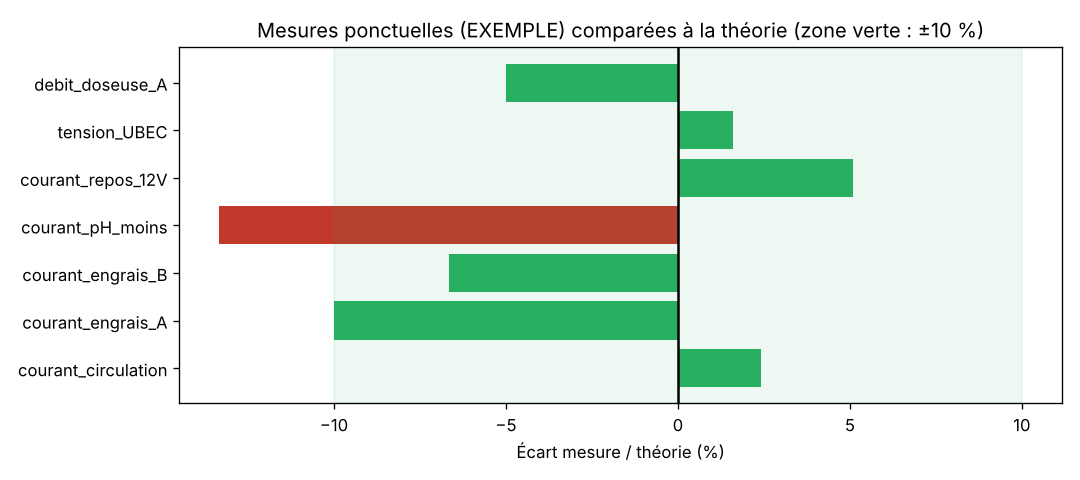 Mesures ponctuelles (EXEMPLE) comparées à la théorie (zone verte : ±10 %)
debit_doseuse_A
tension_UBEC
courant_repos_12V
courant_pH_moins
courant_engrais_B
courant_engrais_A
courant_circulation
−10 −5 0 5 10
Écart mesure / théorie (%)